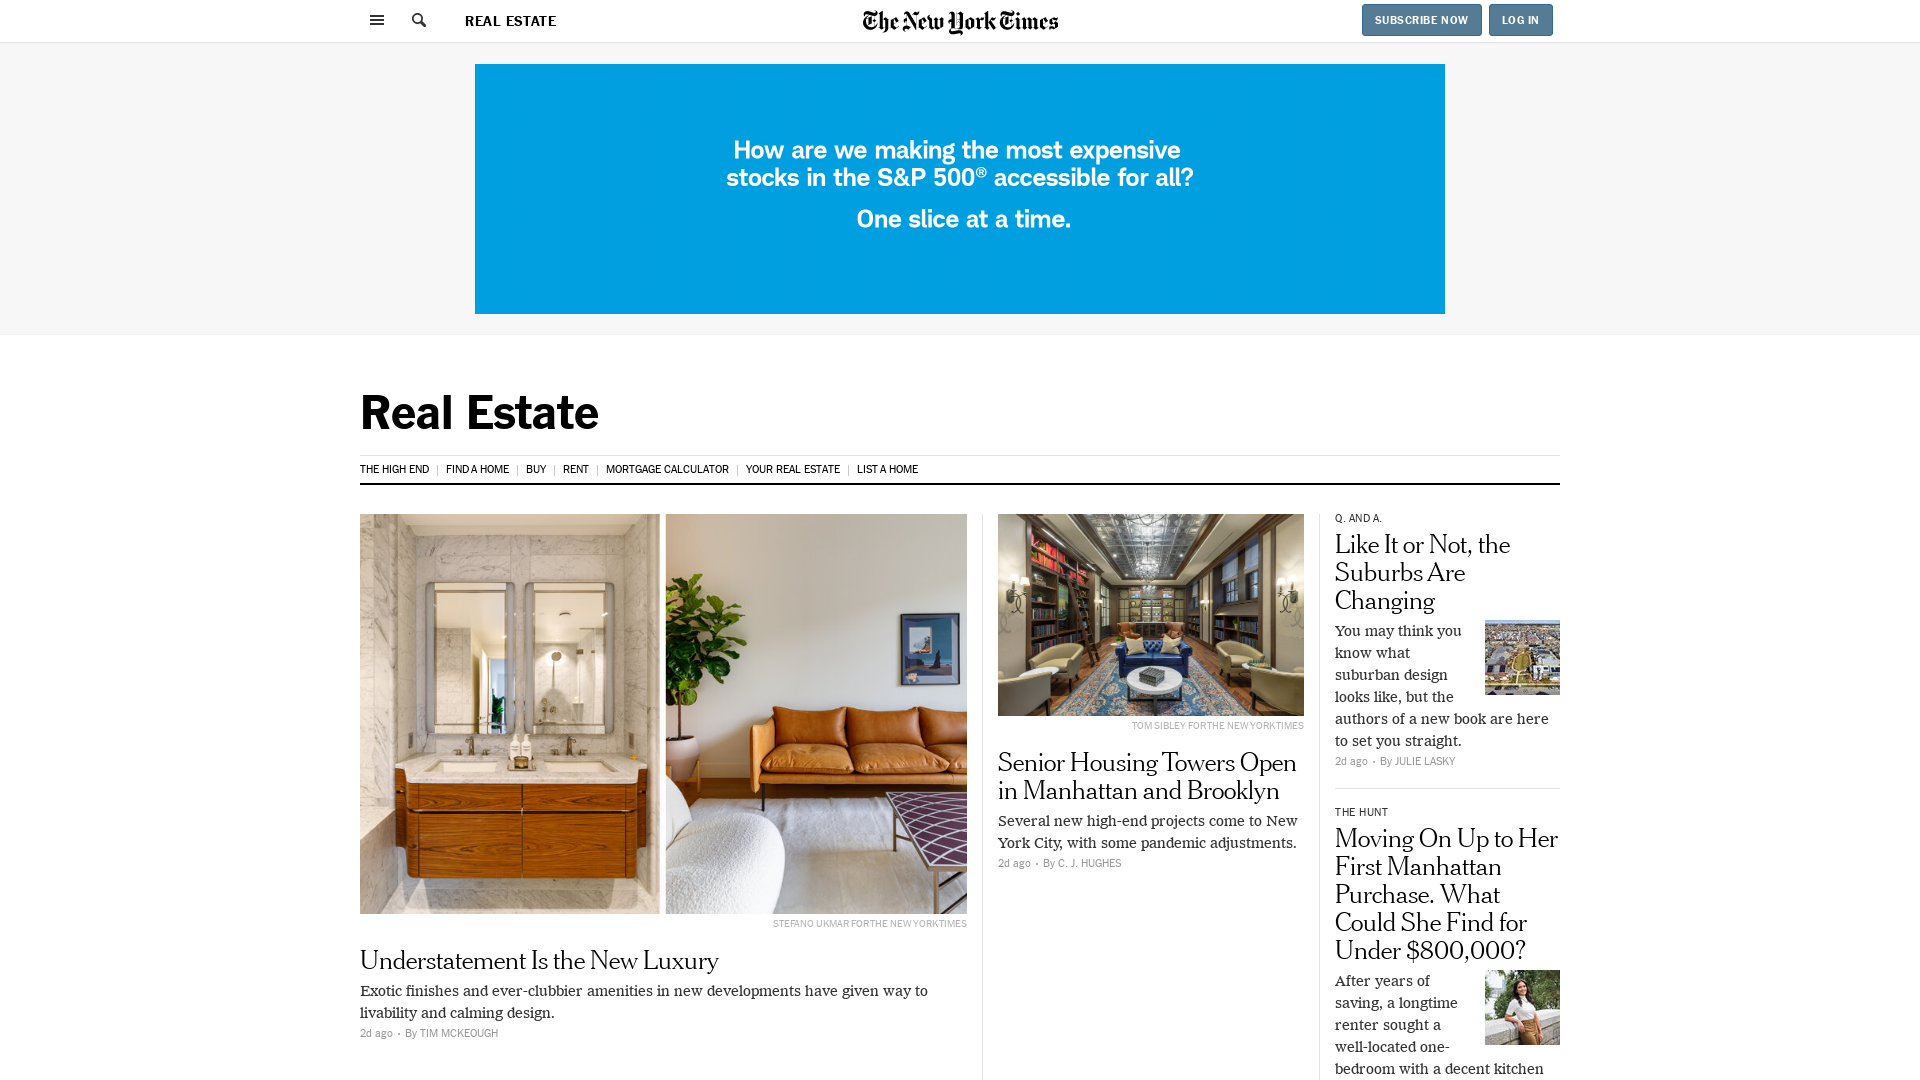 REAL ESTATE
The New York Times
SUBSCRIBE NOW
LOG IN
How are we making the most expensive
stocks in the S&P 500® accessible for all?
One slice at a time.
Real Estate
THE HIGH END
FIND A HOME
BUY
RENT
MORTGAGE CALCULATOR
YOUR REAL ESTATE
LIST A HOME
STEFANO UKMAR FOR THE NEW YORK TIMES
Understatement Is the New Luxury
Exotic finishes and ever-clubbier amenities in new developments have given way to
livability and calming design.
2d ago • By TIM MCKEOUGH
TOM SIBLEY FOR THE NEW YORK TIMES
Senior Housing Towers Open
in Manhattan and Brooklyn
Several new high-end projects come to New
York City, with some pandemic adjustments.
2d ago • By C. J. HUGHES
Q. AND A.
Like It or Not, the
Suburbs Are
Changing
You may think you
know what
suburban design
looks like, but the
authors of a new book are here
to set you straight.
2d ago • By JULIE LASKY
THE HUNT
Moving On Up to Her
First Manhattan
Purchase. What
Could She Find for
Under $800,000?
After years of
saving, a longtime
renter sought a
well-located one-
bedroom with a decent kitchen